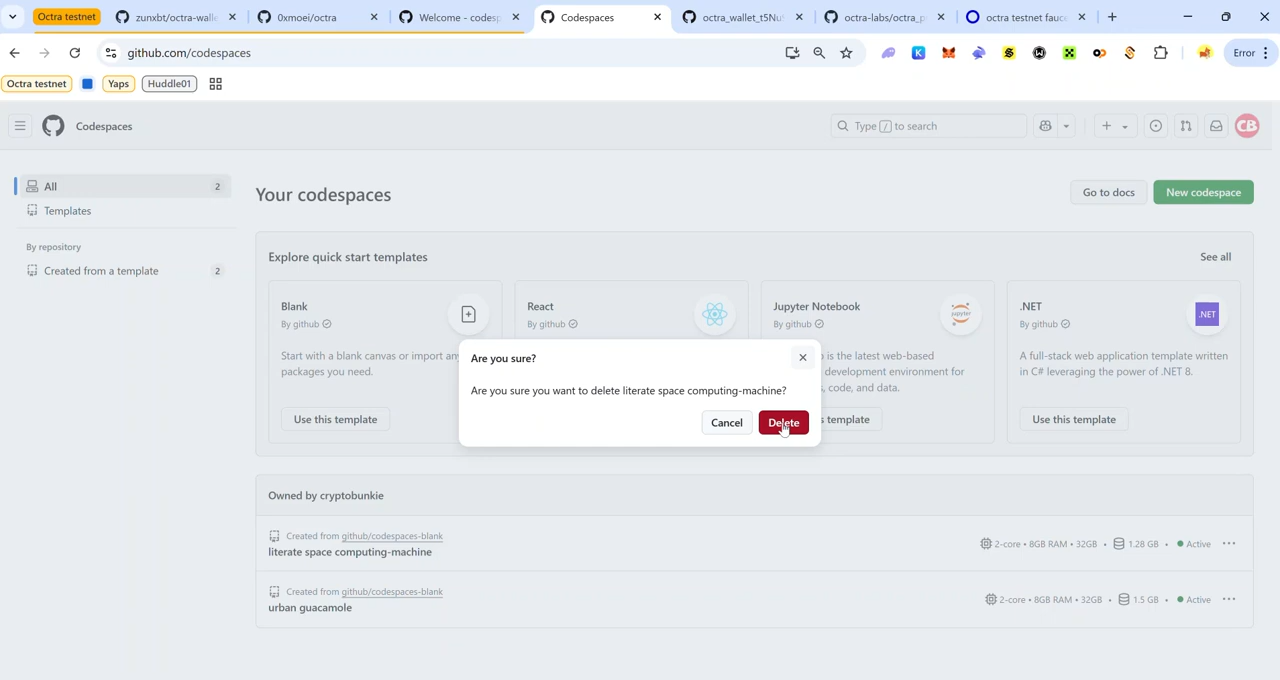 Octra testnet
zunxbt/octra-wall
0xmoei/octra
Welcome - codesp
Codespaces
octra_wallet_t5Nu
octra-labs/octra_p
octra testnet fauc
github.com/codespaces
Error
Octra testnet
Yaps
Huddle01
Codespaces
Type / to search
CB
All 2
Templates
By repository
Created from a template 2
Your codespaces
Go to docs
New codespace
Explore quick start templates
See all
Blank
By github
Start with a blank canvas or import any
packages you need.
Use this template
React
By github
Jupyter Notebook
By github
is the latest web-based
development environment for
, code, and data.
template
.NET
By github
.NET
A full-stack web application template written
in C# leveraging the power of .NET 8.
Use this template
Are you sure?
Are you sure you want to delete literate space computing-machine?
Cancel
Delete
Owned by cryptobunkie
Created from github/codespaces-blank
literate space computing-machine
2-core • 8GB RAM • 32GB • 1.28 GB • Active
Created from github/codespaces-blank
urban guacamole
2-core • 8GB RAM • 32GB • 1.5 GB • Active